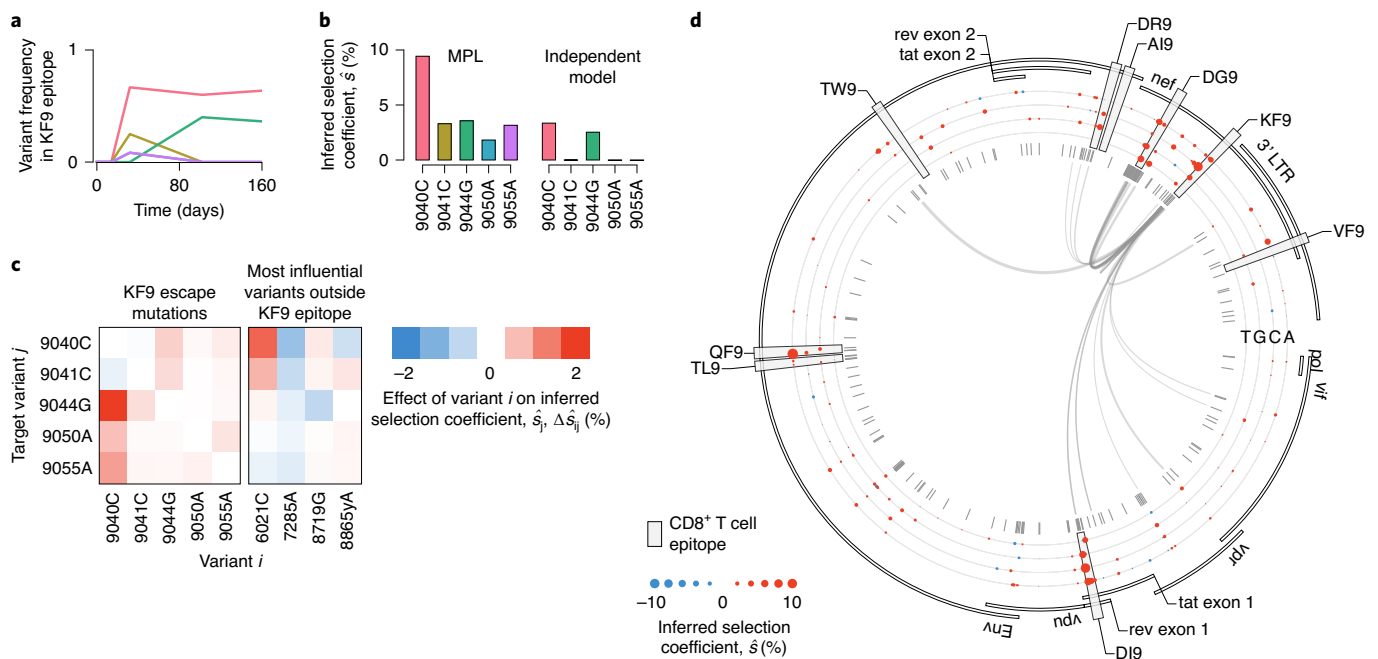 a
1
Variant frequency
in KF9 epitope
0
0
80
160
Time (days)
b
10
5
0
Inferred selection
coefficient, ŝ (%)
MPL
Independent
model
9040C
9041C
9044G
9050A
9055A
9040C
9041C
9044G
9050A
9055A
c
KF9 escape
mutations
Most influential
variants outside
KF9 epitope
Target variant j
9040C
9041C
9044G
9050A
9055A
9040C
9041C
9044G
9050A
9055A
6021C
7285A
8719G
8865yA
Variant i
−2
0
2
Effect of variant i on inferred
selection coefficient, ŝj, Δŝij (%)
d
rev exon 2
tat exon 2
DR9
AI9
nef
DG9
KF9
3′ LTR
VF9
TGCA
pol
vif
vpr
tat exon 1
rev exon 1
DI9
vpu
Env
TL9
QF9
TW9
CD8+ T cell
epitope
−10
0
10
Inferred selection
coefficient, ŝ (%)